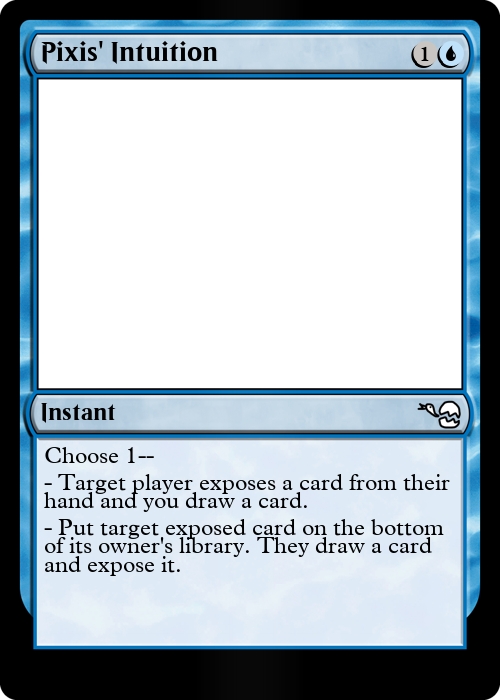 Pixis' Intuition
1
Instant
Choose 1--
- Target player exposes a card from their
hand and you draw a card.
- Put target exposed card on the bottom
of its owner's library. They draw a card
and expose it.